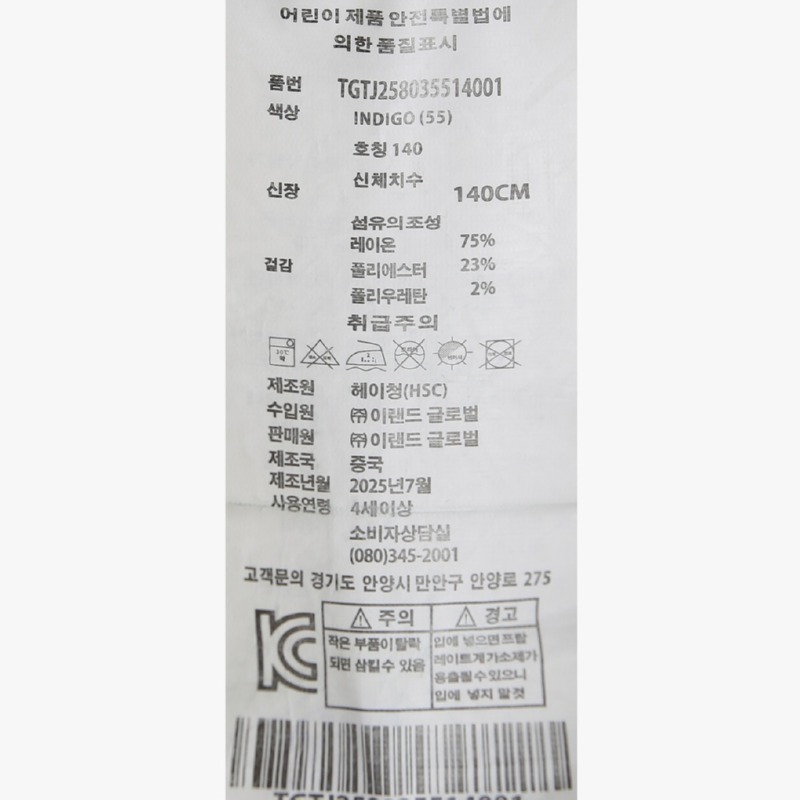 어린이 제품 안전특별법에
의한 품질표시
품번 TGTJ258035514001
색상 INDIGO (55)
호칭 140
신체치수
신장 140CM
섬유의 조성
레이온 75%
겉감 폴리에스터 23%
폴리우레탄 2%
취급주의
제조원 헤이청(HSC)
수입원 ㈜이랜드 글로벌
판매원 ㈜이랜드 글로벌
제조국 중국
제조년월 2025년7월
사용연령 4세이상
소비자상담실
(080)345-2001
고객문의 경기도 안양시 만안구 안양로 275
주의
작은 부품이 탈락
되면 삼킬 수 있음
경고
입에 넣으면 프탈
레이트계가소제가
용출될 수 있으니
입에 넣지 말 것
KC
TGTJ258035514001